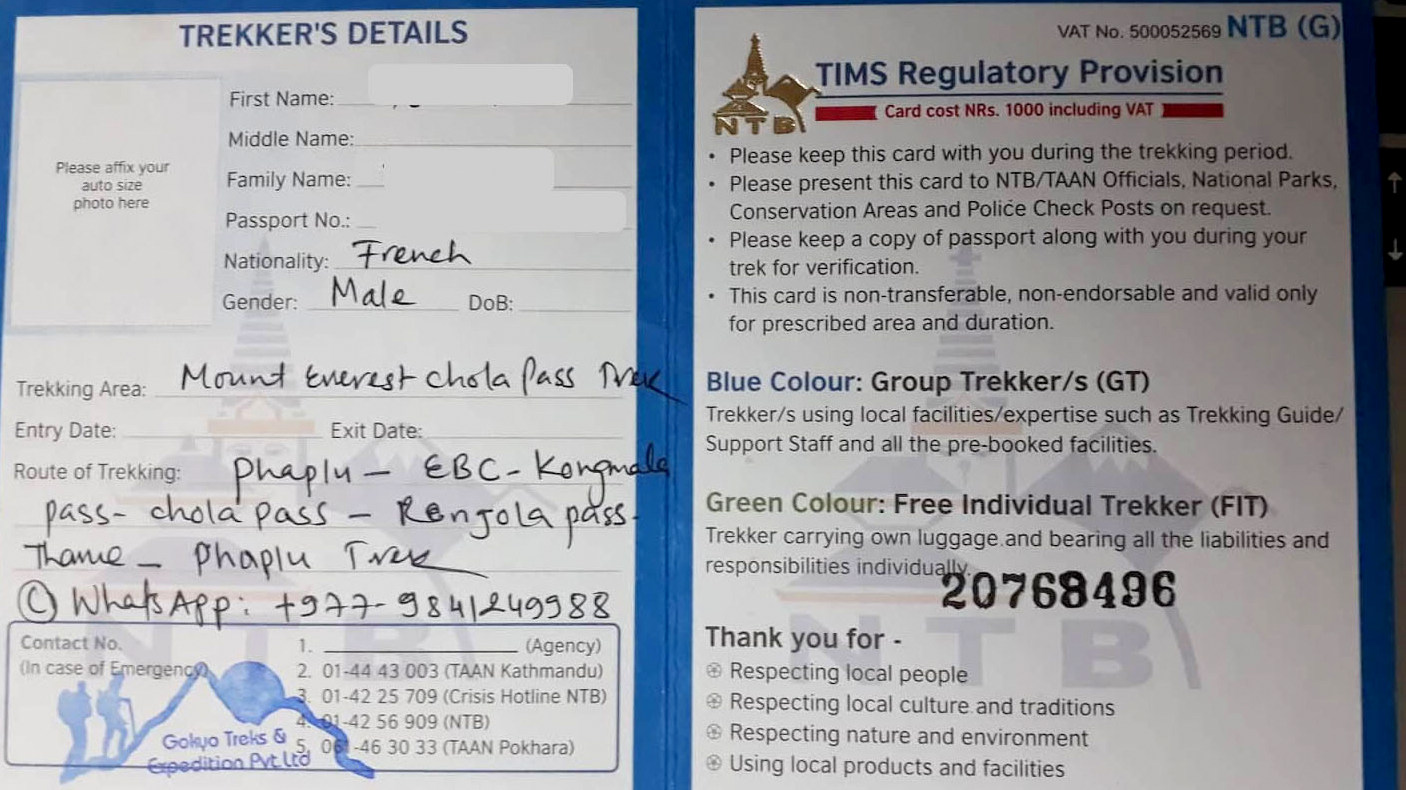 TREKKER'S DETAILS
Please affix your
auto size
photo here
First Name:
Middle Name:
Family Name:
Passport No.:
Nationality: French
Gender: Male DoB:
Trekking Area: Mount Everest chola Pass Trek
Entry Date: Exit Date:
Route of Trekking: Phaplu - EBC - Kongmala
pass - chola pass - Renjola pass -
Thame - Phaplu Trek
(C) WhatsApp: +977-9841249988
Contact No.
(In case of Emergency)
1. (Agency)
2. 01-44 43 003 (TAAN Kathmandu)
3. 01-42 25 709 (Crisis Hotline NTB)
4. 01-42 56 909 (NTB)
5. 061-46 30 33 (TAAN Pokhara)
Gokyo Treks &
Expedition Pvt. Ltd
VAT No. 500052569 NTB (G)
NTB
TIMS Regulatory Provision
Card cost NRs. 1000 including VAT
• Please keep this card with you during the trekking period.
• Please present this card to NTB/TAAN Officials, National Parks,
Conservation Areas and Police Check Posts on request.
• Please keep a copy of passport along with you during your
trek for verification.
• This card is non-transferable, non-endorsable and valid only
for prescribed area and duration.
Blue Colour: Group Trekker/s (GT)
Trekker/s using local facilities/expertise such as Trekking Guide/
Support Staff and all the pre-booked facilities.
Green Colour: Free Individual Trekker (FIT)
Trekker carrying own luggage and bearing all the liabilities and
responsibilities individually.
20768496
Thank you for -
Respecting local people
Respecting local culture and traditions
Respecting nature and environment
Using local products and facilities
NTB
NTB